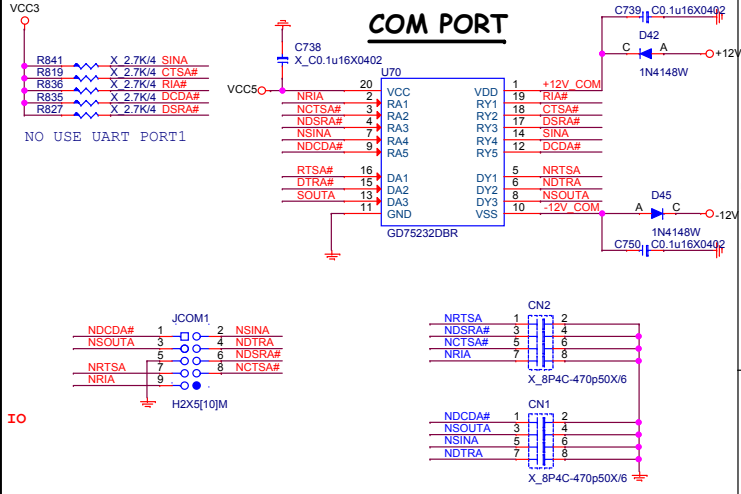 COM PORT
VCC3
R841 X_2.7K/4 SINA
R819 X_2.7K/4 CTSA#
R836 X_2.7K/4 RIA#
R835 X_2.7K/4 DCDA#
R827 X_2.7K/4 DSRA#
NO USE UART PORT1
C738
X_C0.1u16X0402
VCC5
U70
NRIA 2 RA1
NCTSA# 3 RA2
NDSRA# 4 RA3
NSINA 7 RA4
NDCDA# 9 RA5
RTSA# 16 DA1
DTRA# 15 DA2
SOUTA 13 DA3
11 GND
20 VCC
VDD 1 +12V_COM
RY1 19 RIA#
RY2 18 CTSA#
RY3 17 DSRA#
RY4 14 SINA
RY5 12 DCDA#
DY1 5 NRTSA
DY2 6 NDTRA
DY3 8 NSOUTA
VSS 10 -12V_COM
GD75232DBR
C739 C0.1u16X0402
D42
C A +12V
1N4148W
D45
A C -12V
1N4148W
C750 C0.1u16X0402
JCOM1
NDCDA# 1 2 NSINA
NSOUTA 3 4 NDTRA
5 6 NDSRA#
NRTSA 7 8 NCTSA#
NRIA 9
H2X5[10]M
CN2
NRTSA 1 2
NDSRA# 3 4
NCTSA# 5 6
NRIA 7 8
X_8P4C-470p50X/6
CN1
NDCDA# 1 2
NSOUTA 3 4
NSINA 5 6
NDTRA 7 8
X_8P4C-470p50X/6
IO